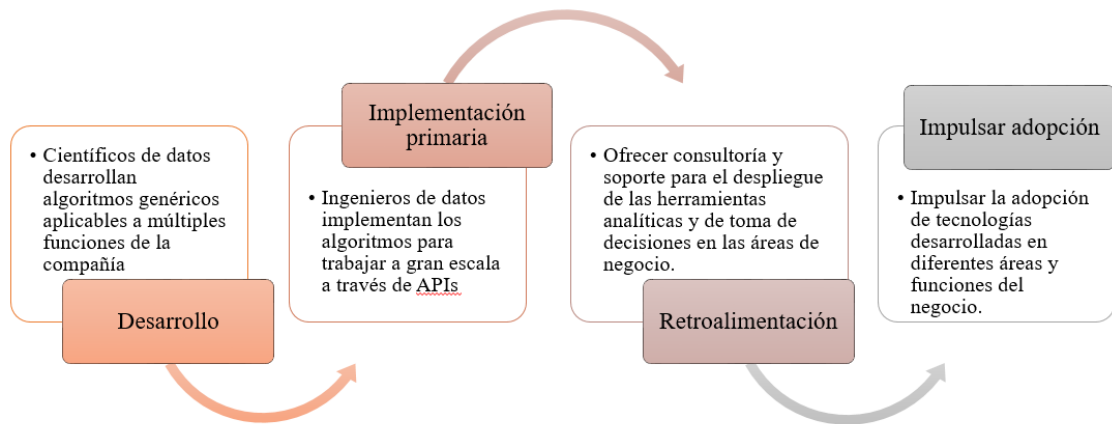 • Científicos de datos
desarrollan
algoritmos genéricos
aplicables a múltiples
funciones de la
compañía
Desarrollo
Implementación
primaria
• Ingenieros de datos
implementan los
algoritmos para
trabajar a gran escala
a través de APIs
• Ofrecer consultoría y
soporte para el despliegue
de las herramientas
analíticas y de toma de
decisiones en las áreas de
negocio.
Retroalimentación
Impulsar adopción
• Impulsar la adopción
de tecnologías
desarrolladas en
diferentes áreas y
funciones del
negocio.